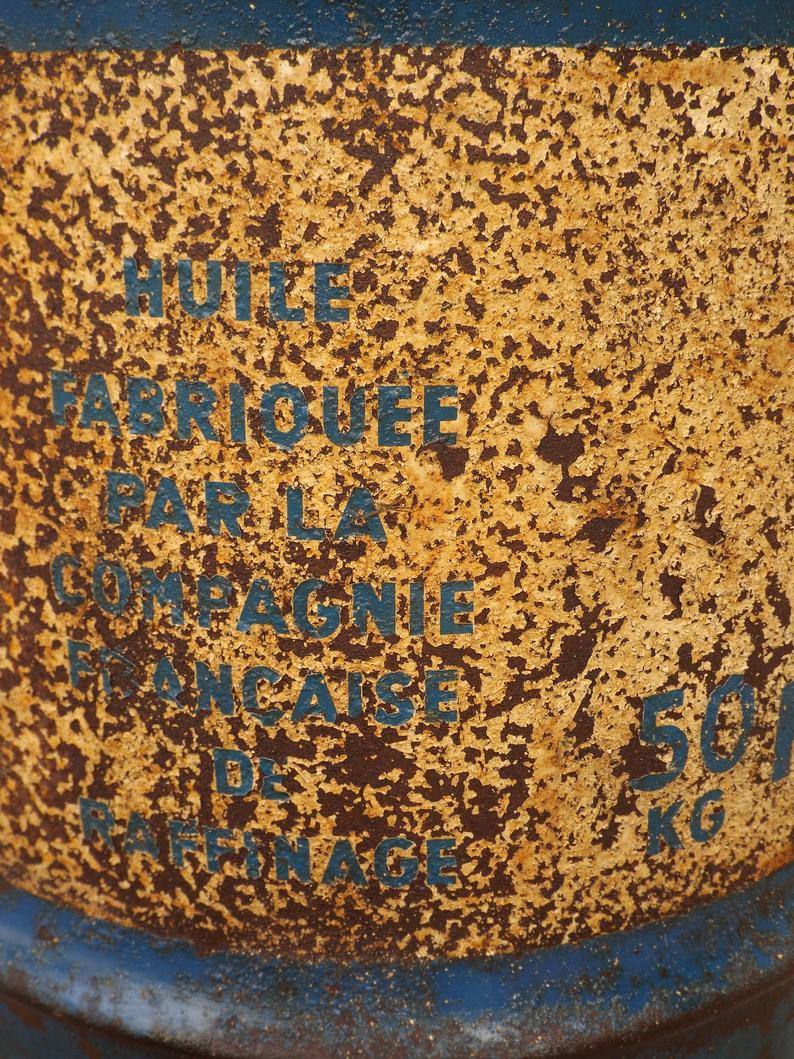 HUILE
FABRIQUÉE
PAR LA
COMPAGNIE
FRANCAISE
DE
RAFFINAGE
50
KG